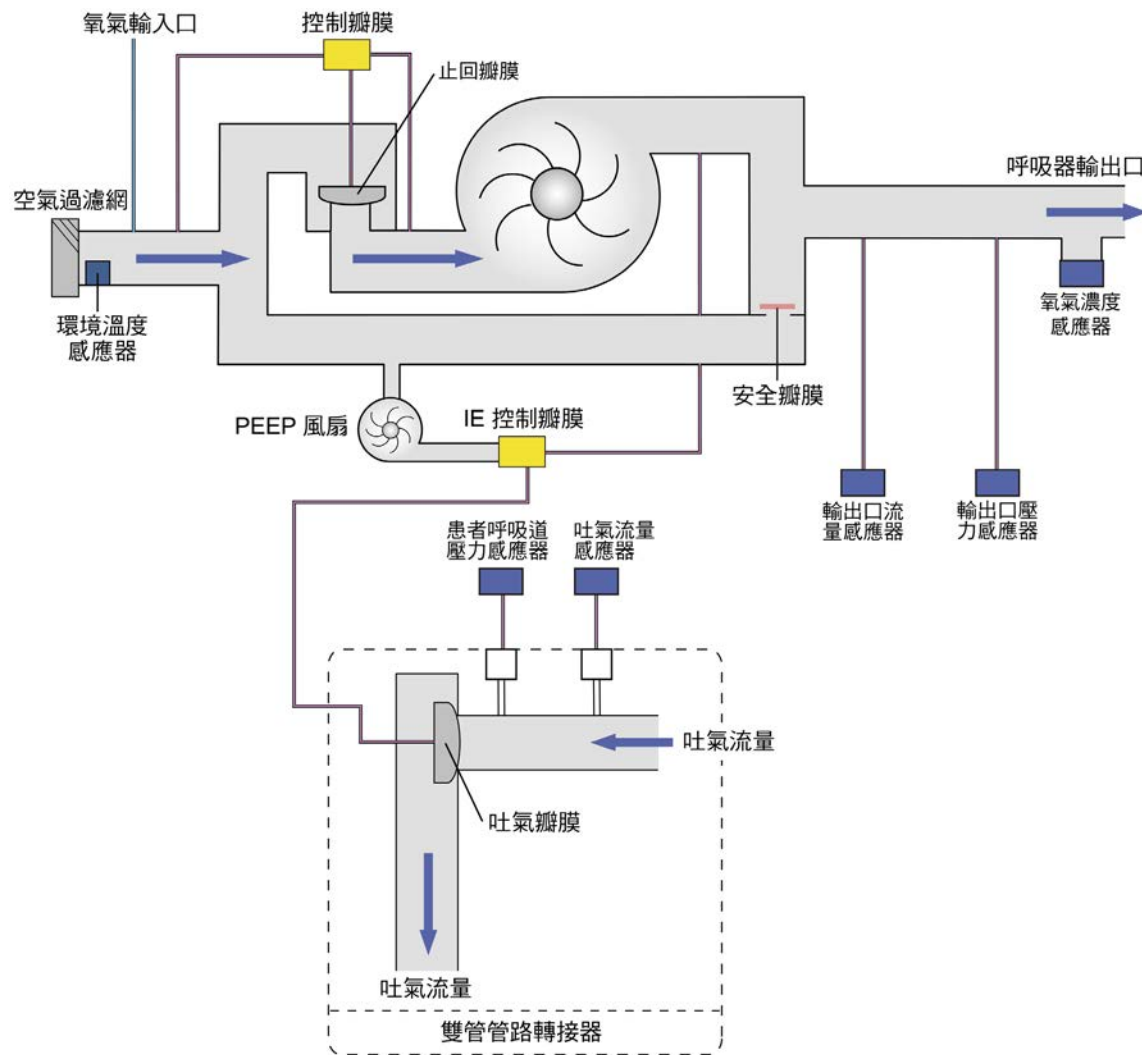 氧氣輸入口
控制瓣膜
止回瓣膜
呼吸器輸出口
空氣過濾網
環境溫度
感應器
氧氣濃度
感應器
安全瓣膜
PEEP 風扇
IE 控制瓣膜
輸出口流
量感應器
輸出口壓
力感應器
患者呼吸道
壓力感應器
吐氣流量
感應器
吐氣流量
吐氣瓣膜
吐氣流量
雙管管路轉接器